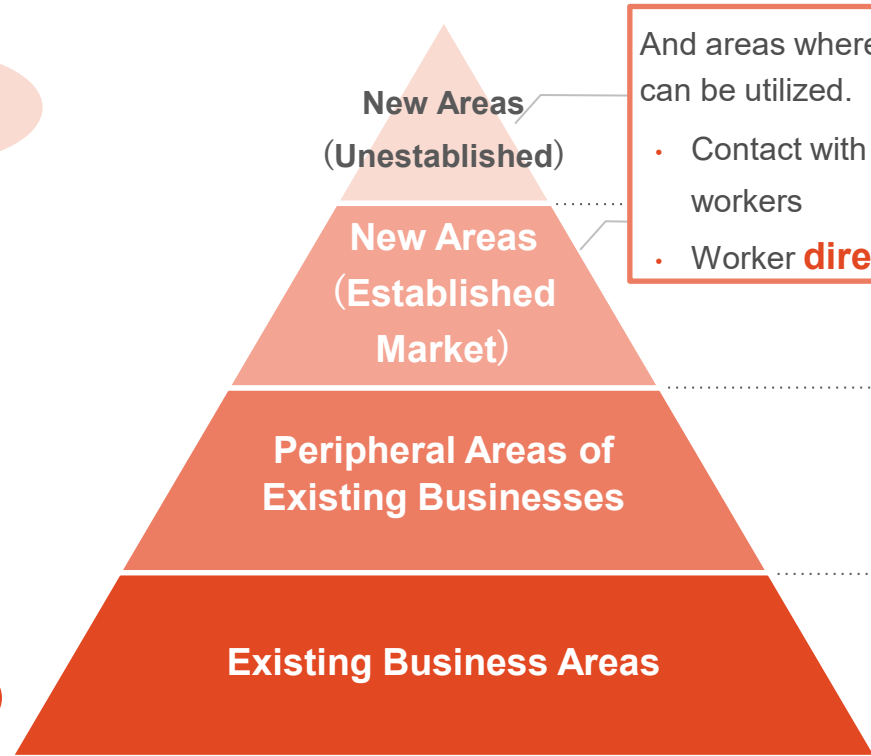 New Areas
(Unestablished)
And areas where
can be utilized.
• Contact with
workers
• Worker dire
New Areas
(Established
Market)
Peripheral Areas of
Existing Businesses
Existing Business Areas